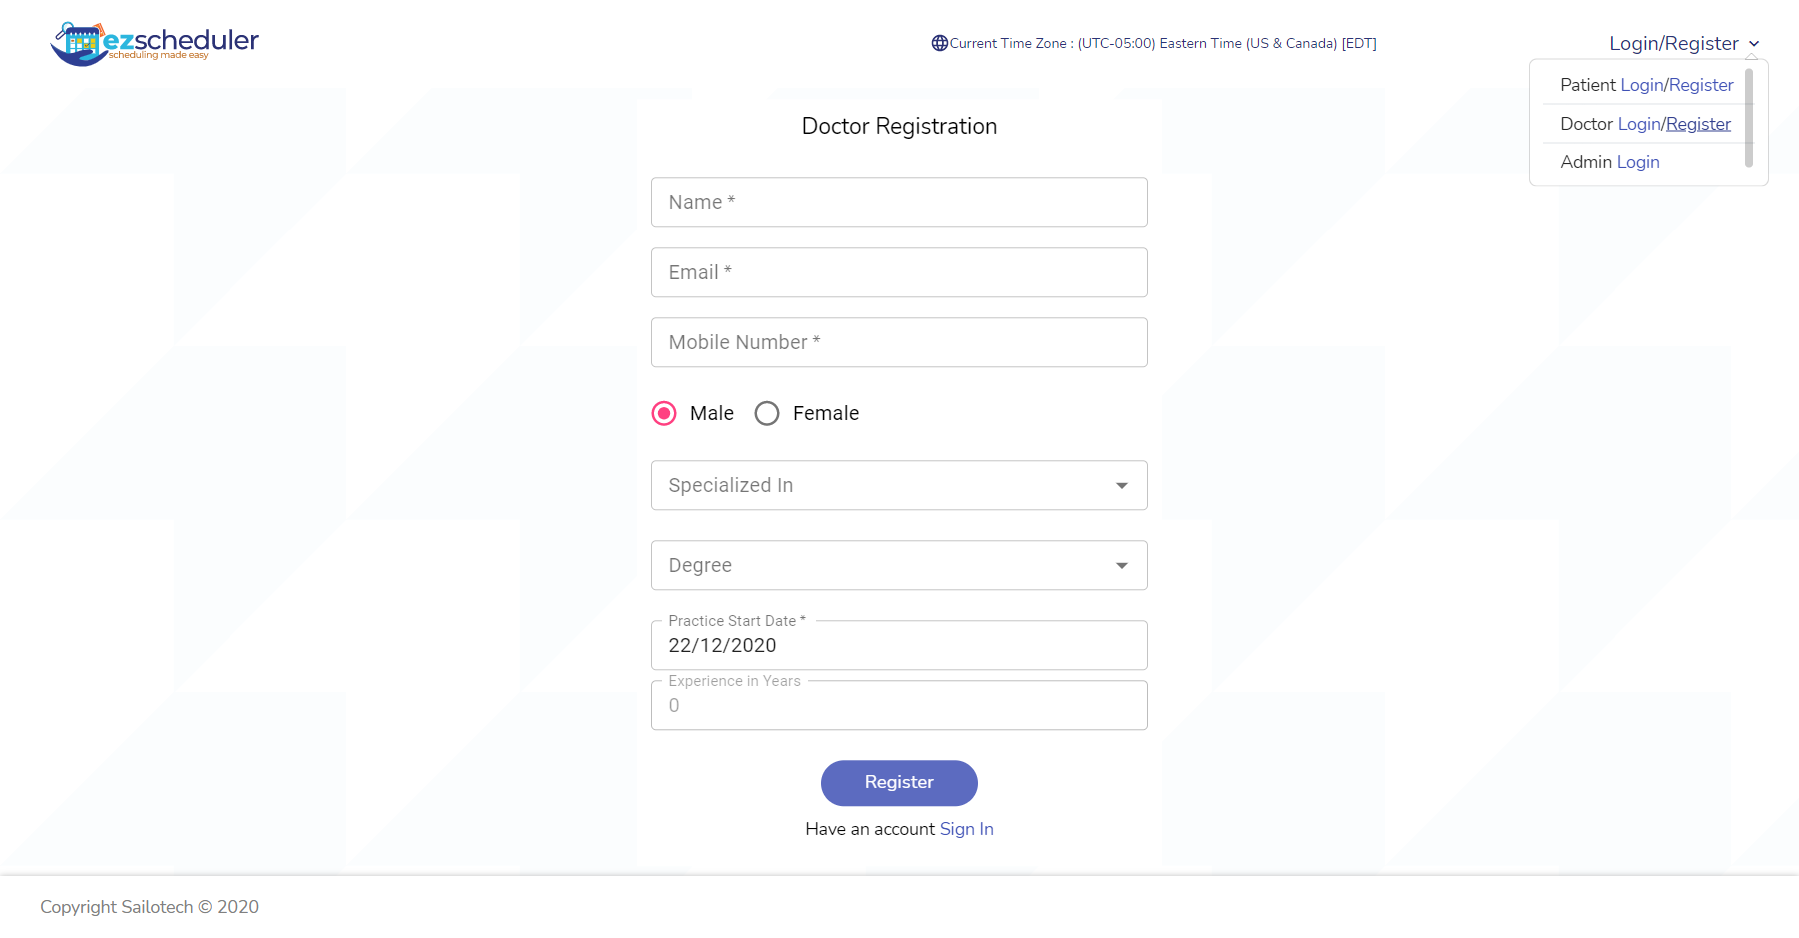 ezscheduler
scheduling made easy
Current Time Zone : (UTC-05:00) Eastern Time (US & Canada) [EDT]
Login/Register
Patient Login/Register
Doctor Login/Register
Admin Login
Doctor Registration
Name *
Email *
Mobile Number *
Male Female
Specialized In
Degree
Practice Start Date *
22/12/2020
Experience in Years
0
Register
Have an account Sign In
Copyright Sailotech © 2020